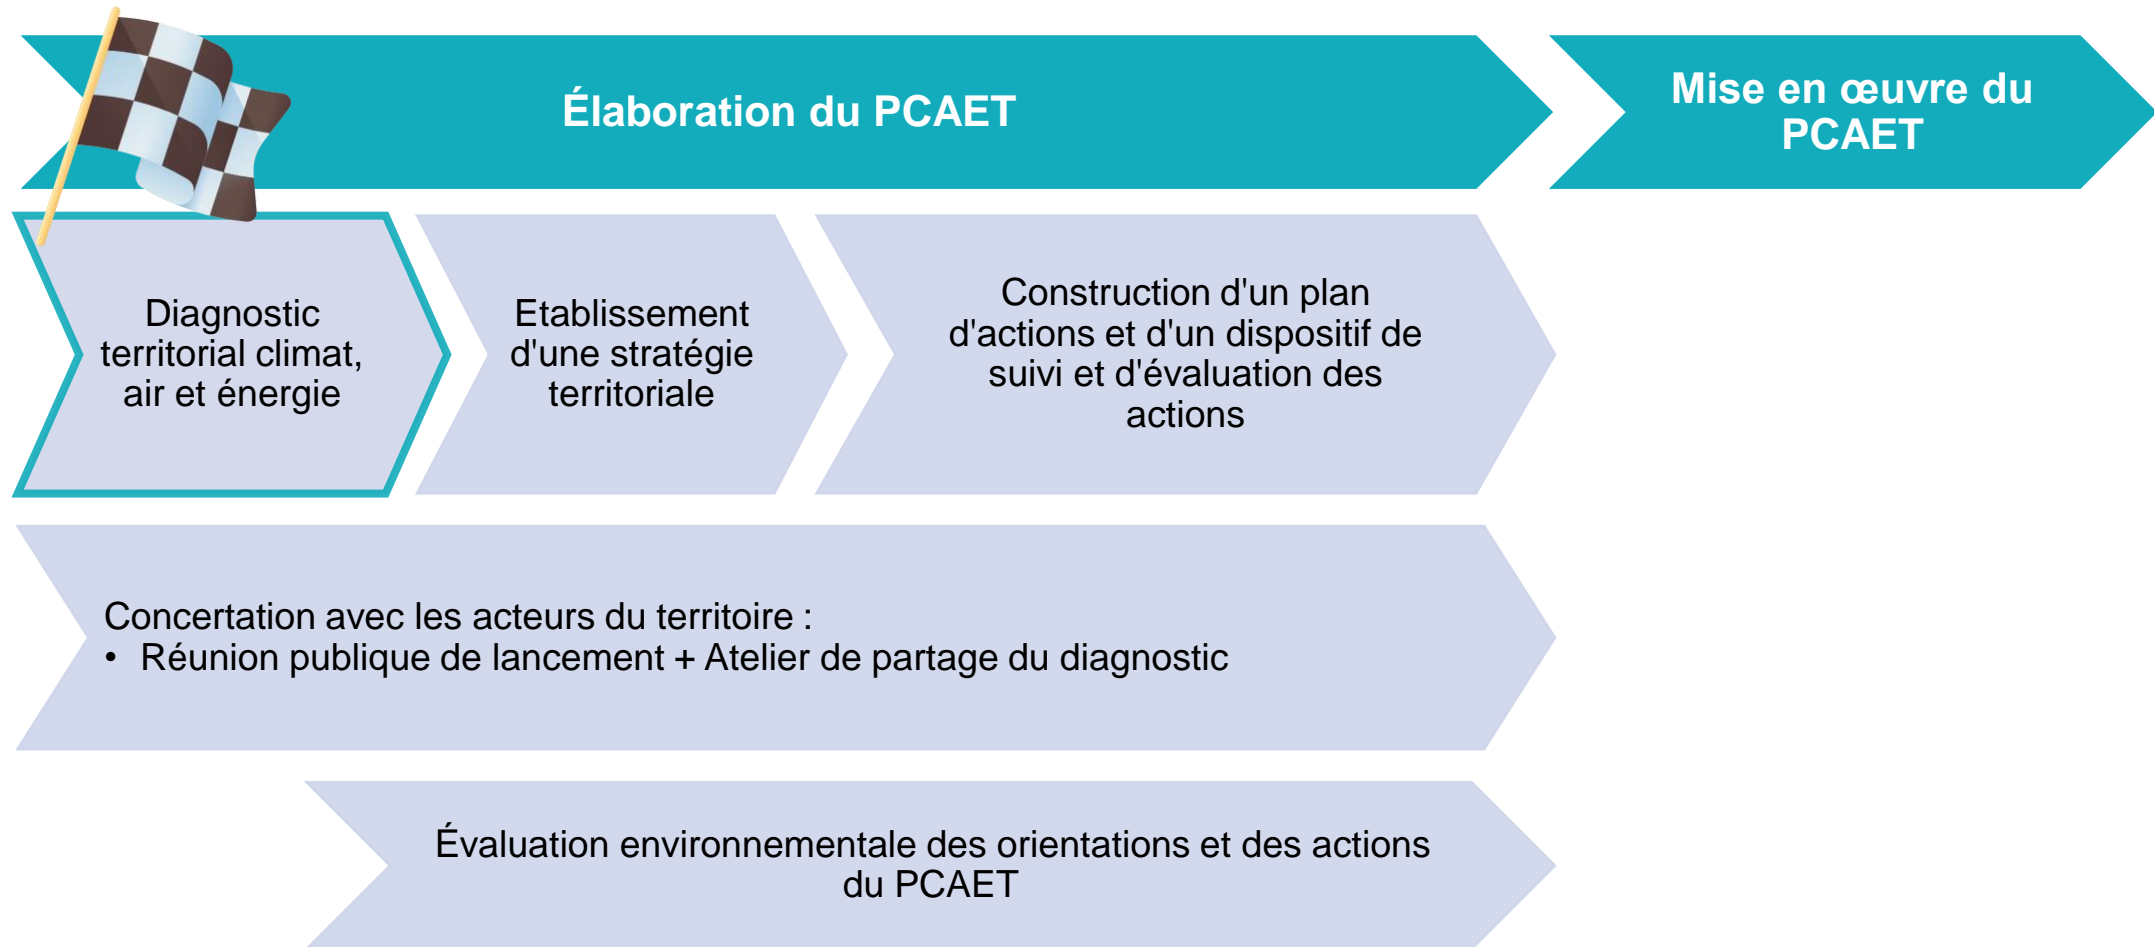 Élaboration du PCAET
Mise en œuvre du
PCAET
Diagnostic
territorial climat,
air et énergie
Etablissement
d'une stratégie
territoriale
Construction d'un plan
d'actions et d'un dispositif de
suivi et d'évaluation des
actions
Concertation avec les acteurs du territoire :
• Réunion publique de lancement + Atelier de partage du diagnostic
Évaluation environnementale des orientations et des actions
du PCAET